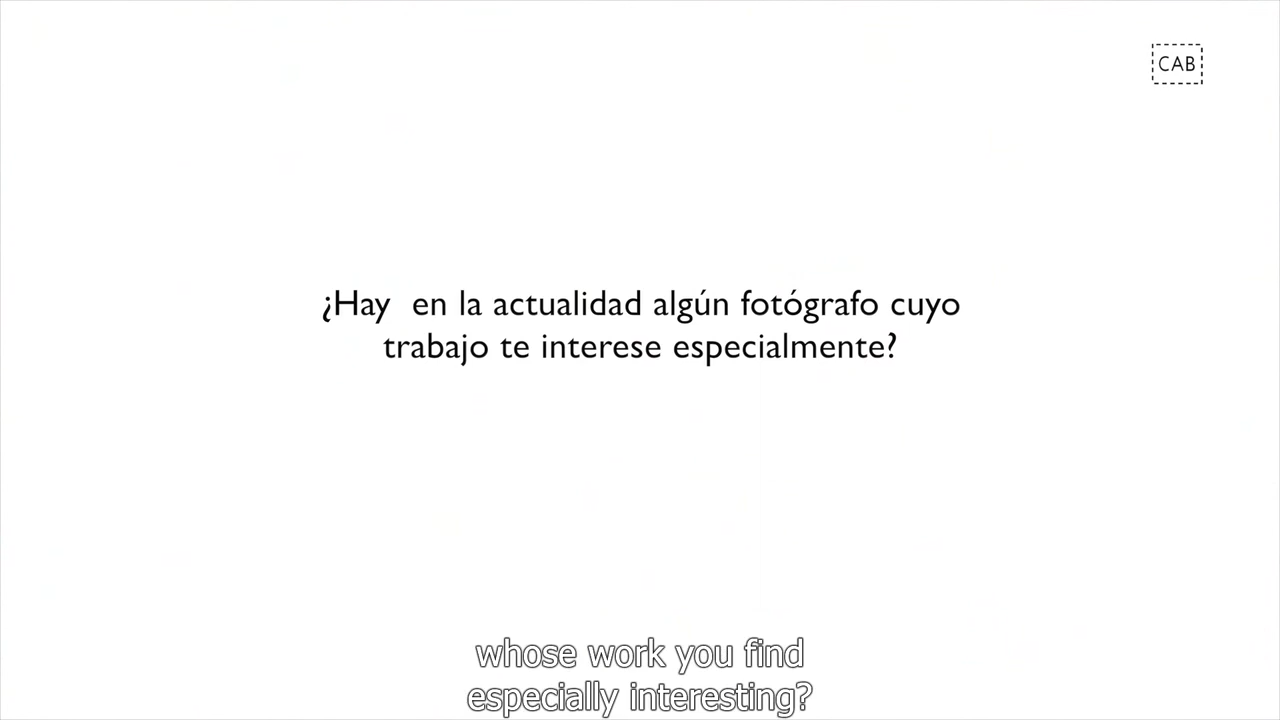 CAB
¿Hay en la actualidad algún fotógrafo cuyo
trabajo te interese especialmente?
whose work you find
especially interesting?